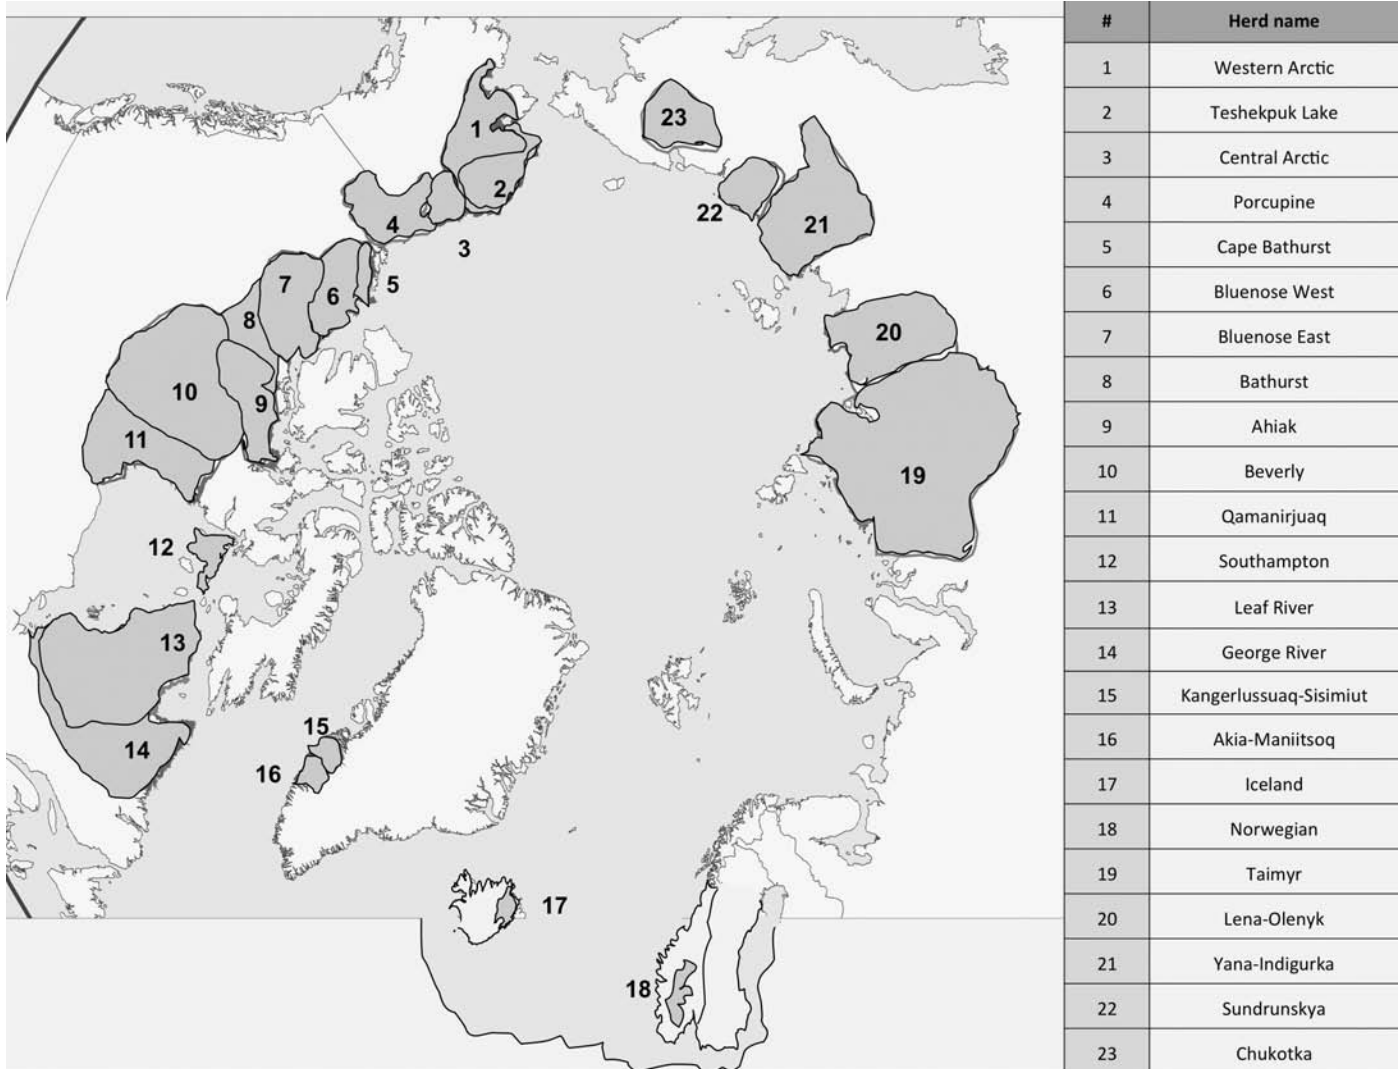 # Herd name
1 Western Arctic
2 Teshekpuk Lake
3 Central Arctic
4 Porcupine
5 Cape Bathurst
6 Bluenose West
7 Bluenose East
8 Bathurst
9 Ahiak
10 Beverly
11 Qamanirjuaq
12 Southampton
13 Leaf River
14 George River
15 Kangerlussuaq-Sisimiut
16 Akia-Maniitsoq
17 Iceland
18 Norwegian
19 Taimyr
20 Lena-Olenyk
21 Yana-Indigurka
22 Sundrunskya
23 Chukotka
1
23
2
22
21
4
3
7
5
6
8
20
10
9
11
19
12
13
15
14
16
17
18